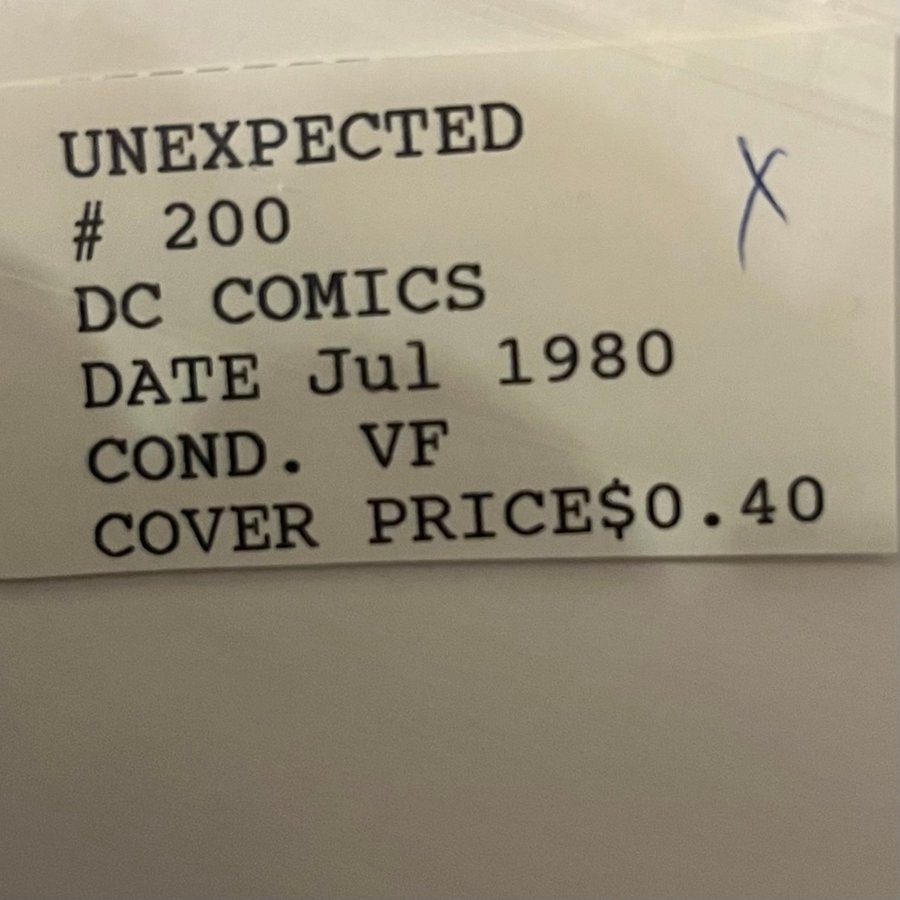 UNEXPECTED
# 200
X
DC COMICS
DATE Jul 1980
COND. VF
COVER PRICE$0.40